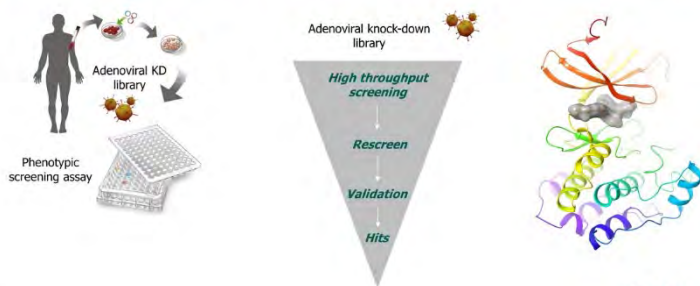 Adenoviral KD
library
Phenotypic
screening assay
Adenoviral knock-down
library
High throughput
screening
Rescreen
Validation
Hits